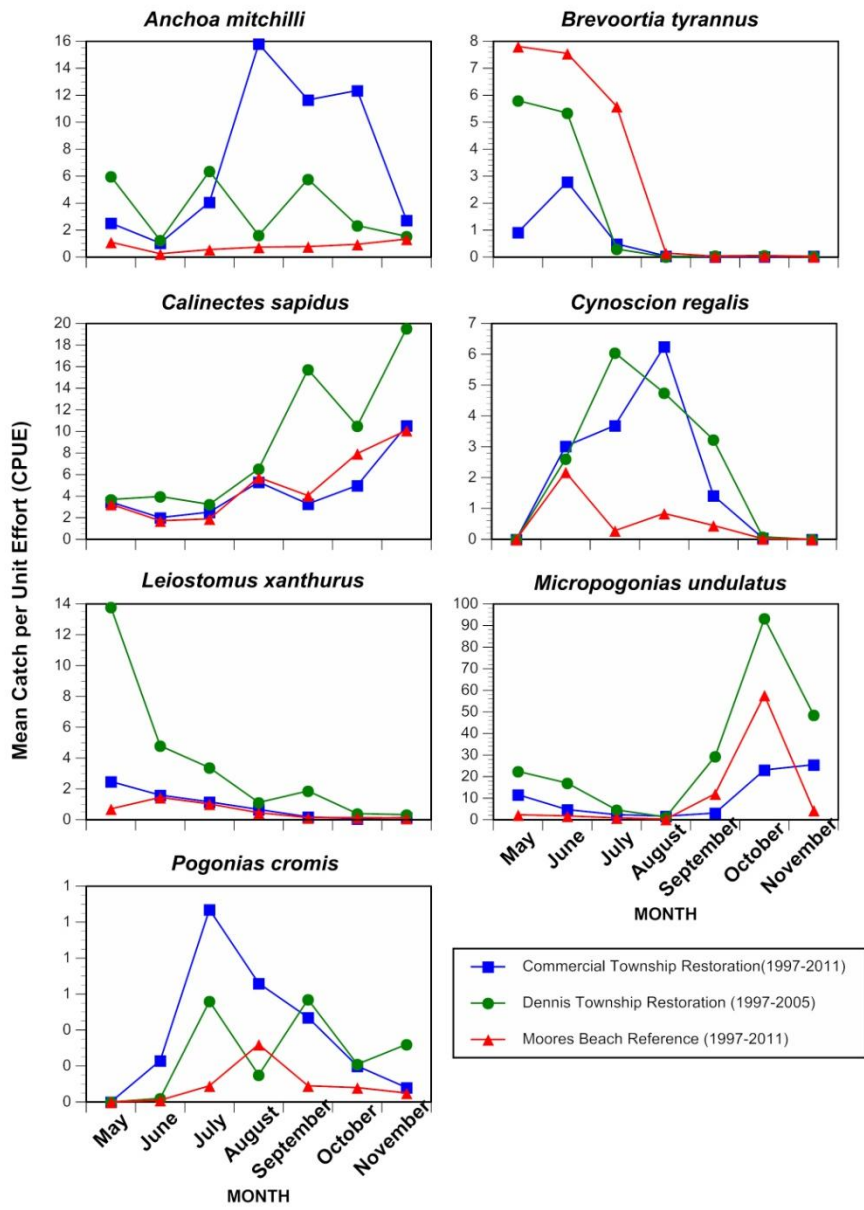 Anchoa mitchilli
16
14
12
10
8
6
4
2
0
Brevoortia tyrannus
8
7
6
5
4
3
2
1
0
Calinectes sapidus
20
18
16
14
12
10
8
6
4
2
0
Cynoscion regalis
7
6
5
4
3
2
1
0
Mean Catch per Unit Effort (CPUE)
Leiostomus xanthurus
14
12
10
8
6
4
2
0
Micropogonias undulatus
100
90
80
70
60
50
40
30
20
10
0
May
June
July
August
September
October
November
MONTH
Pogonias cromis
1
1
1
1
0
0
0
May
June
July
August
September
October
November
MONTH
Commercial Township Restoration(1997-2011)
Dennis Township Restoration (1997-2005)
Moores Beach Reference (1997-2011)